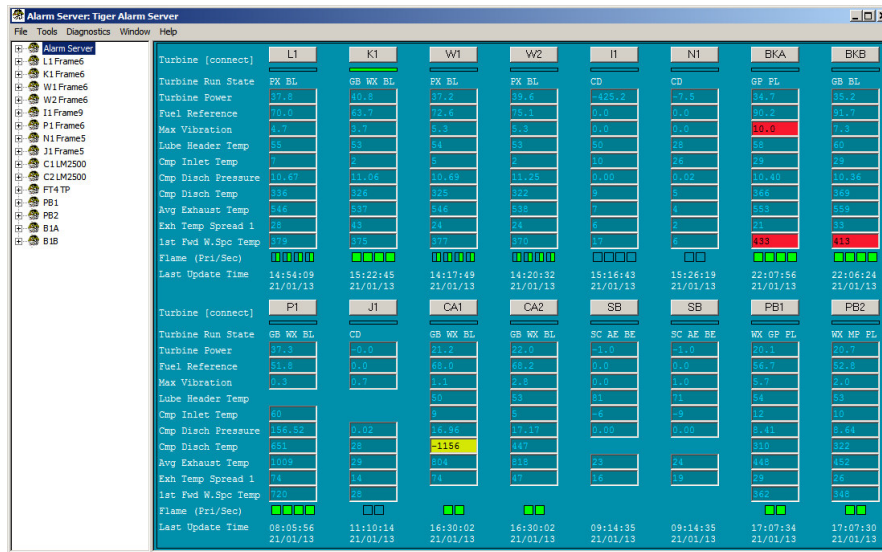 Alarm Server: Tiger Alarm Server
File Tools Diagnostics Window Help
Alarm Server
L1 Frame6
K1 Frame6
W1 Frame6
W2 Frame6
I1 Frame9
P1 Frame6
N1 Frame5
J1 Frame5
C1 LM2500
C2 LM2500
FT4 TP
PB1
PB2
B1A
B1B
Turbine [connect] L1 K1 W1 W2 I1 N1 BKA BKB
Turbine Run State PX BL GB WX BL PX BL PX BL CD CD GP PL GB BL
Turbine Power 37.8 40.8 37.2 39.6 -425.2 -7.5 34.7 35.2
Fuel Reference 70.0 63.7 72.6 75.1 0.0 0.0 90.2 91.7
Max Vibration 4.7 3.7 5.3 5.3 0.0 0.0 10.0 7.3
Lube Header Temp 55 53 54 53 50 28 58 60
Cmp Inlet Temp 7 2 5 2 10 26 29 29
Cmp Disch Pressure 10.67 11.06 10.69 11.25 0.00 0.02 10.40 10.36
Cmp Disch Temp 336 326 325 322 9 5 366 369
Avg Exhaust Temp 546 537 546 538 7 4 553 559
Exh Temp Spread 1 28 43 24 24 6 2 21 33
1st Fwd W.Spc Temp 379 375 377 370 17 6 433 413
Flame (Pri/Sec)
Last Update Time 14:54:09 15:22:45 14:17:49 14:20:32 15:16:43 15:26:19 22:07:56 22:06:24
21/01/13 21/01/13 21/01/13 21/01/13 21/01/13 21/01/13 21/01/13 21/01/13
Turbine [connect] P1 J1 CA1 CA2 SB SB PB1 PB2
Turbine Run State GB WX BL CD GB WX BL GB WX BL SC AE BE SC AE BE WX GP PL WX MP PL
Turbine Power 37.3 -0.0 21.2 22.0 -1.0 -1.0 20.1 20.7
Fuel Reference 51.8 0.0 68.0 68.2 0.0 0.0 56.7 52.8
Max Vibration 0.3 0.7 1.1 2.8 0.0 1.0 5.7 2.0
Lube Header Temp 50 53 81 71 54 53
Cmp Inlet Temp 60 9 5 -6 -9 12 10
Cmp Disch Pressure 156.52 0.02 16.96 17.17 0.00 0.00 8.41 8.64
Cmp Disch Temp 651 28 -1156 447 310 322
Avg Exhaust Temp 1009 29 804 818 23 24 448 452
Exh Temp Spread 1 74 14 74 47 16 19 29 26
1st Fwd W.Spc Temp 720 28 362 348
Flame (Pri/Sec)
Last Update Time 08:05:56 11:10:14 16:30:02 16:30:02 09:14:35 09:14:35 17:07:34 17:07:30
21/01/13 21/01/13 21/01/13 21/01/13 21/01/13 21/01/13 21/01/13 21/01/13